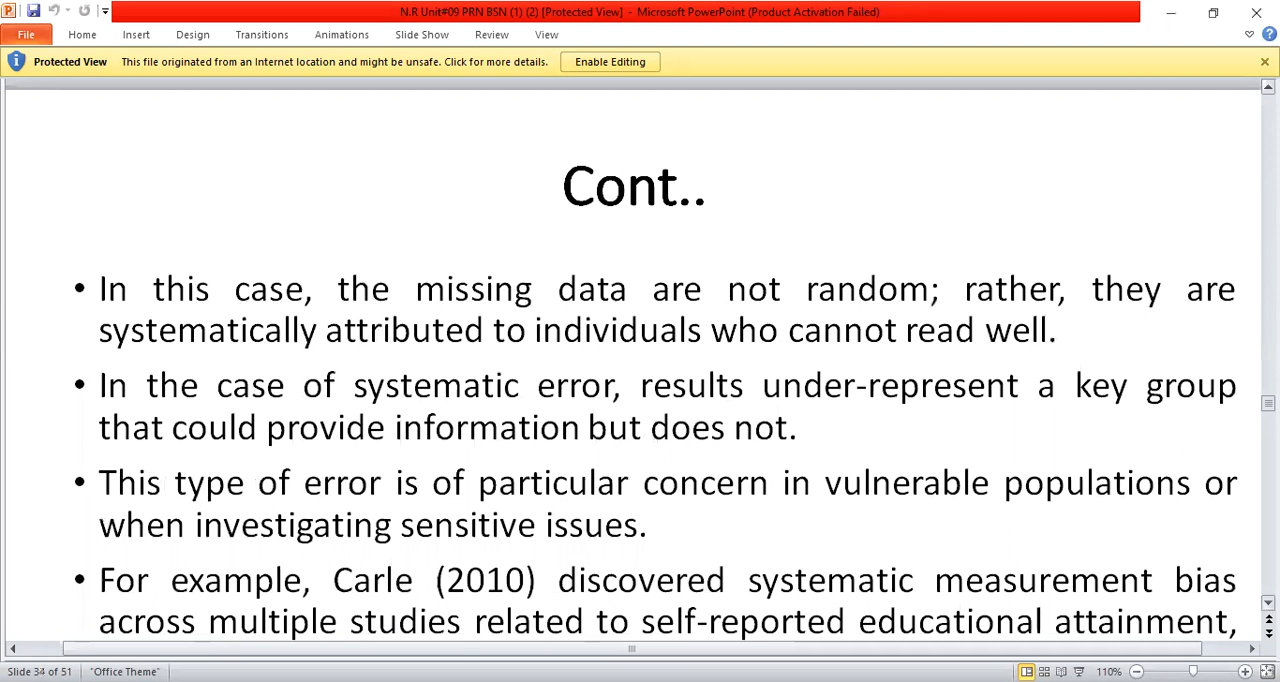 N.R Unit#09 PRN BSN (1) (2) [Protected View] - Microsoft PowerPoint (Product Activation Failed)
File Home Insert Design Transitions Animations Slide Show Review View
Protected View This file originated from an Internet location and might be unsafe. Click for more details. Enable Editing
Cont..
• In this case, the missing data are not random; rather, they are
systematically attributed to individuals who cannot read well.
• In the case of systematic error, results under-represent a key group
that could provide information but does not.
• This type of error is of particular concern in vulnerable populations or
when investigating sensitive issues.
• For example, Carle (2010) discovered systematic measurement bias
across multiple studies related to self-reported educational attainment,
Slide 34 of 51 "Office Theme" 110%